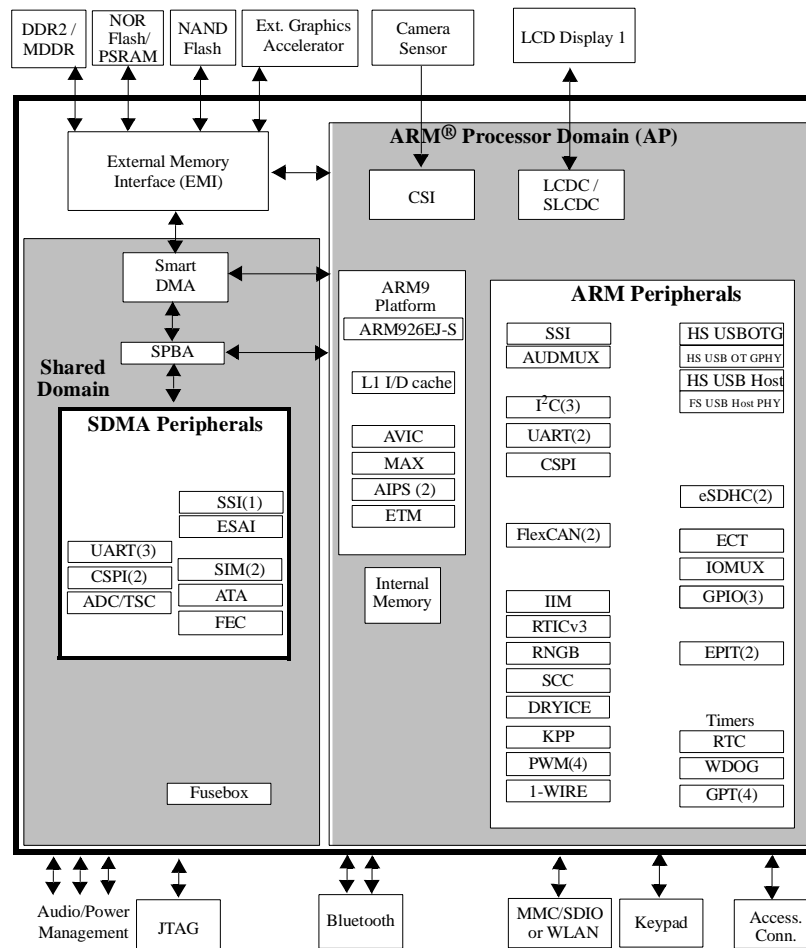 DDR2 /
MDDR
NOR
Flash/
PSRAM
NAND
Flash
Ext. Graphics
Accelerator
Camera
Sensor
LCD Display 1
External Memory
Interface (EMI)
ARM® Processor Domain (AP)
CSI
LCDC /
SLCDC
Smart
DMA
SPBA
Shared
Domain
SDMA Peripherals
SSI(1)
ESAI
UART(3)
CSPI(2)
ADC/TSC
SIM(2)
ATA
FEC
Fusebox
ARM9
Platform
ARM926EJ-S
L1 I/D cache
AVIC
MAX
AIPS (2)
ETM
Internal
Memory
ARM Peripherals
SSI
AUDMUX
I²C(3)
UART(2)
CSPI
FlexCAN(2)
IIM
RTICv3
RNGB
SCC
DRYICE
KPP
PWM(4)
1-WIRE
HS USBOTG
HS USB OT GPHY
HS USB Host
FS USB Host PHY
eSDHC(2)
ECT
IOMUX
GPIO(3)
EPIT(2)
Timers
RTC
WDOG
GPT(4)
Audio/Power
Management
JTAG
Bluetooth
MMC/SDIO
or WLAN
Keypad
Access.
Conn.